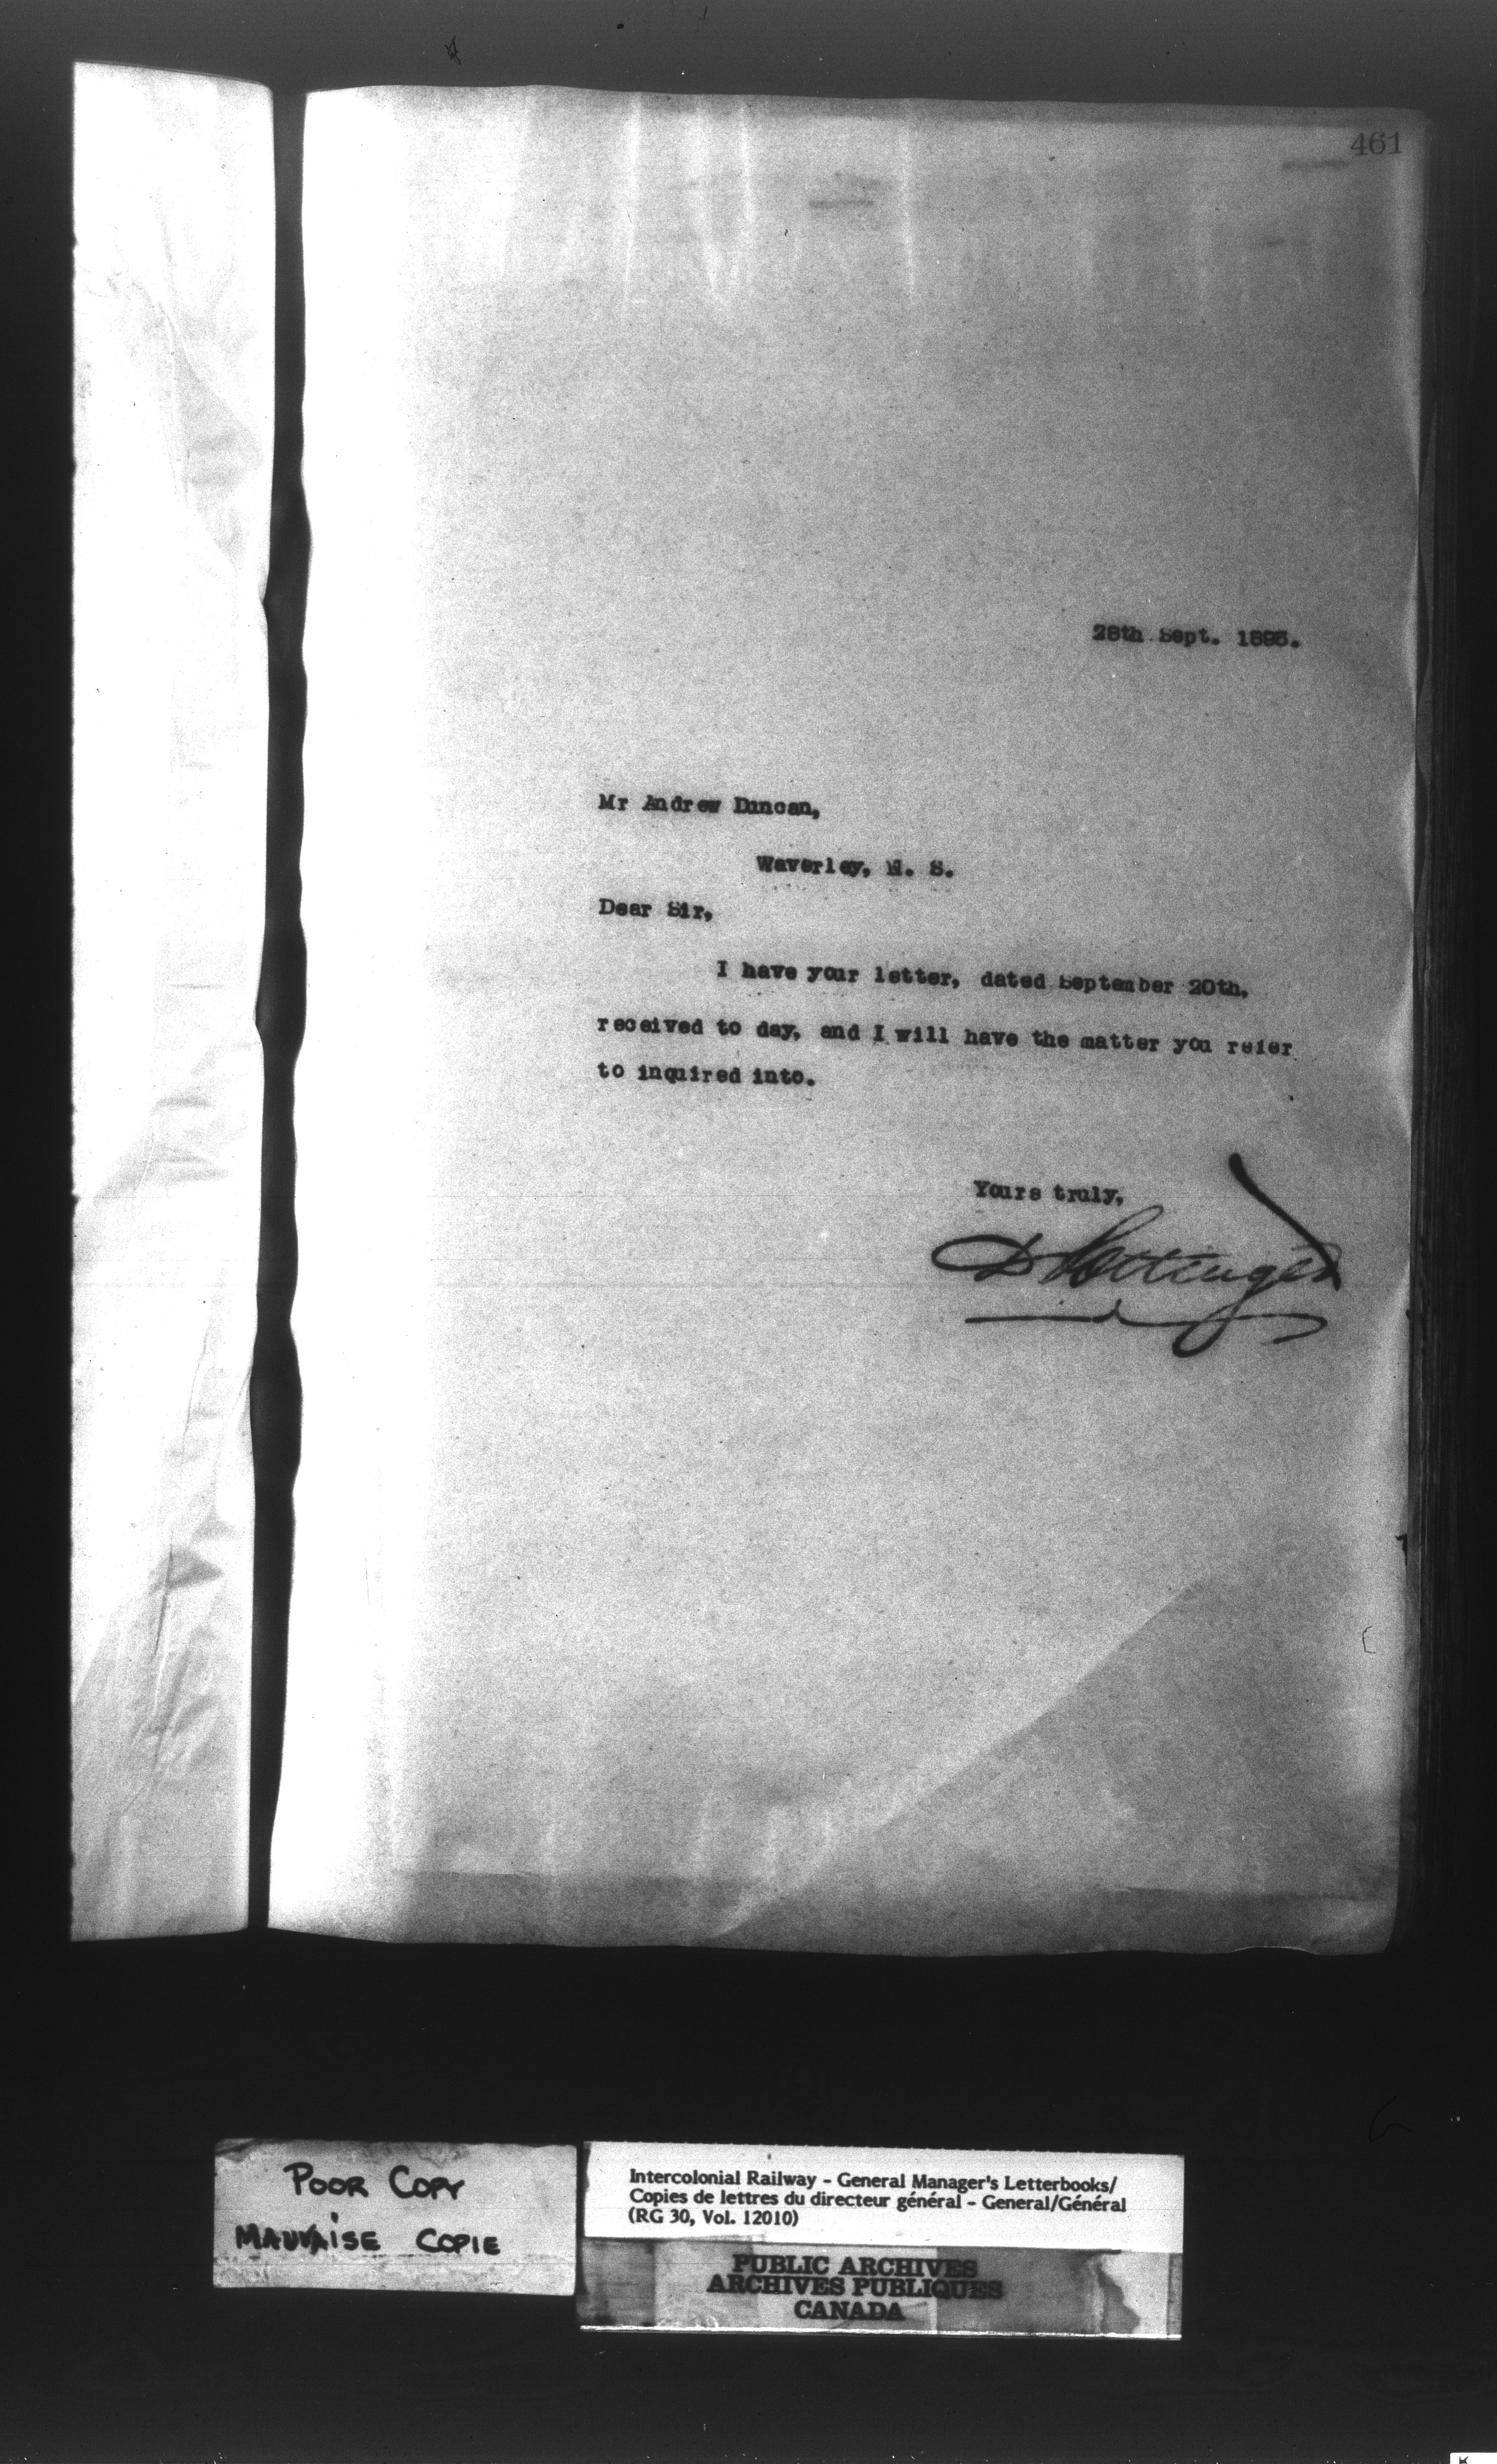 461
28th Sept. 1895.
Mr Andrew Duncan,
Waverley, N. S.
Dear Sir,
I have your letter, dated September 20th,
received to day, and I will have the matter you refer
to inquired into.
Yours truly,
D Pottinger
POOR COPY
MAUVAISE COPIE
Intercolonial Railway - General Manager's Letterbooks/
Copies de lettres du directeur général - General/Général
(RG 30, Vol. 12010)
PUBLIC ARCHIVES
ARCHIVES PUBLIQUES
CANADA